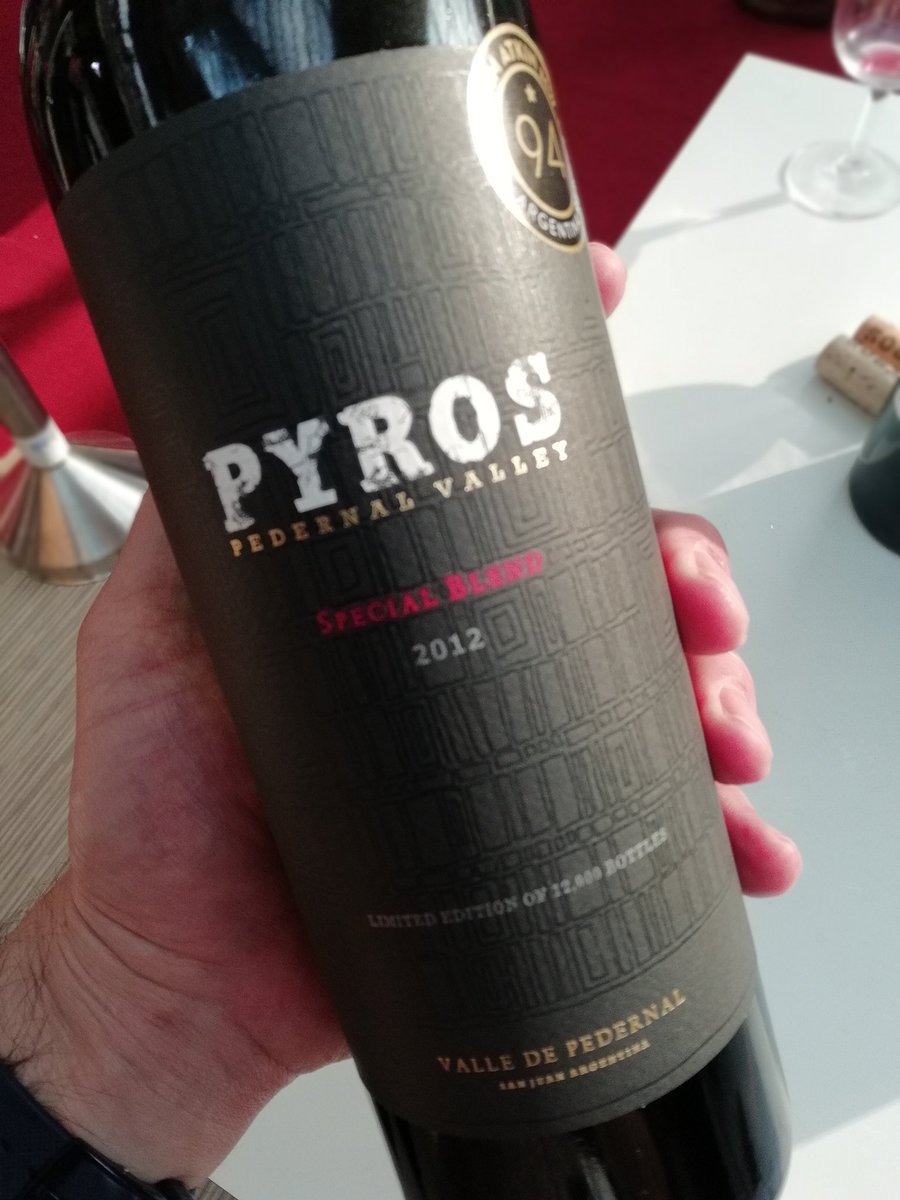 94
ARGENTINA
PYROS
PEDERNAL VALLEY
SPECIAL BLEND
2012
LIMITED EDITION OF 12,000 BOTTLES
VALLE DE PEDERNAL
SAN JUAN ARGENTINA